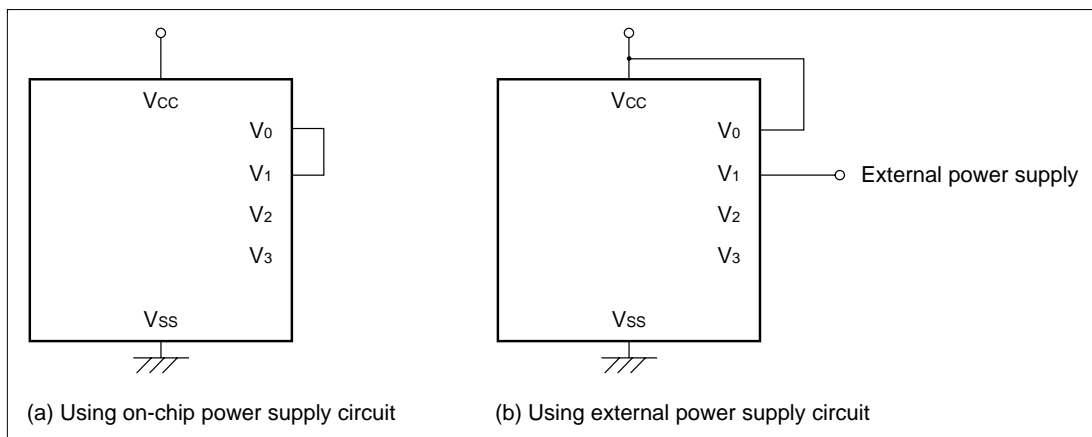 VCC
V0
V1
V2
V3
VSS
(a) Using on-chip power supply circuit
VCC
V0
V1
External power supply
V2
V3
VSS
(b) Using external power supply circuit